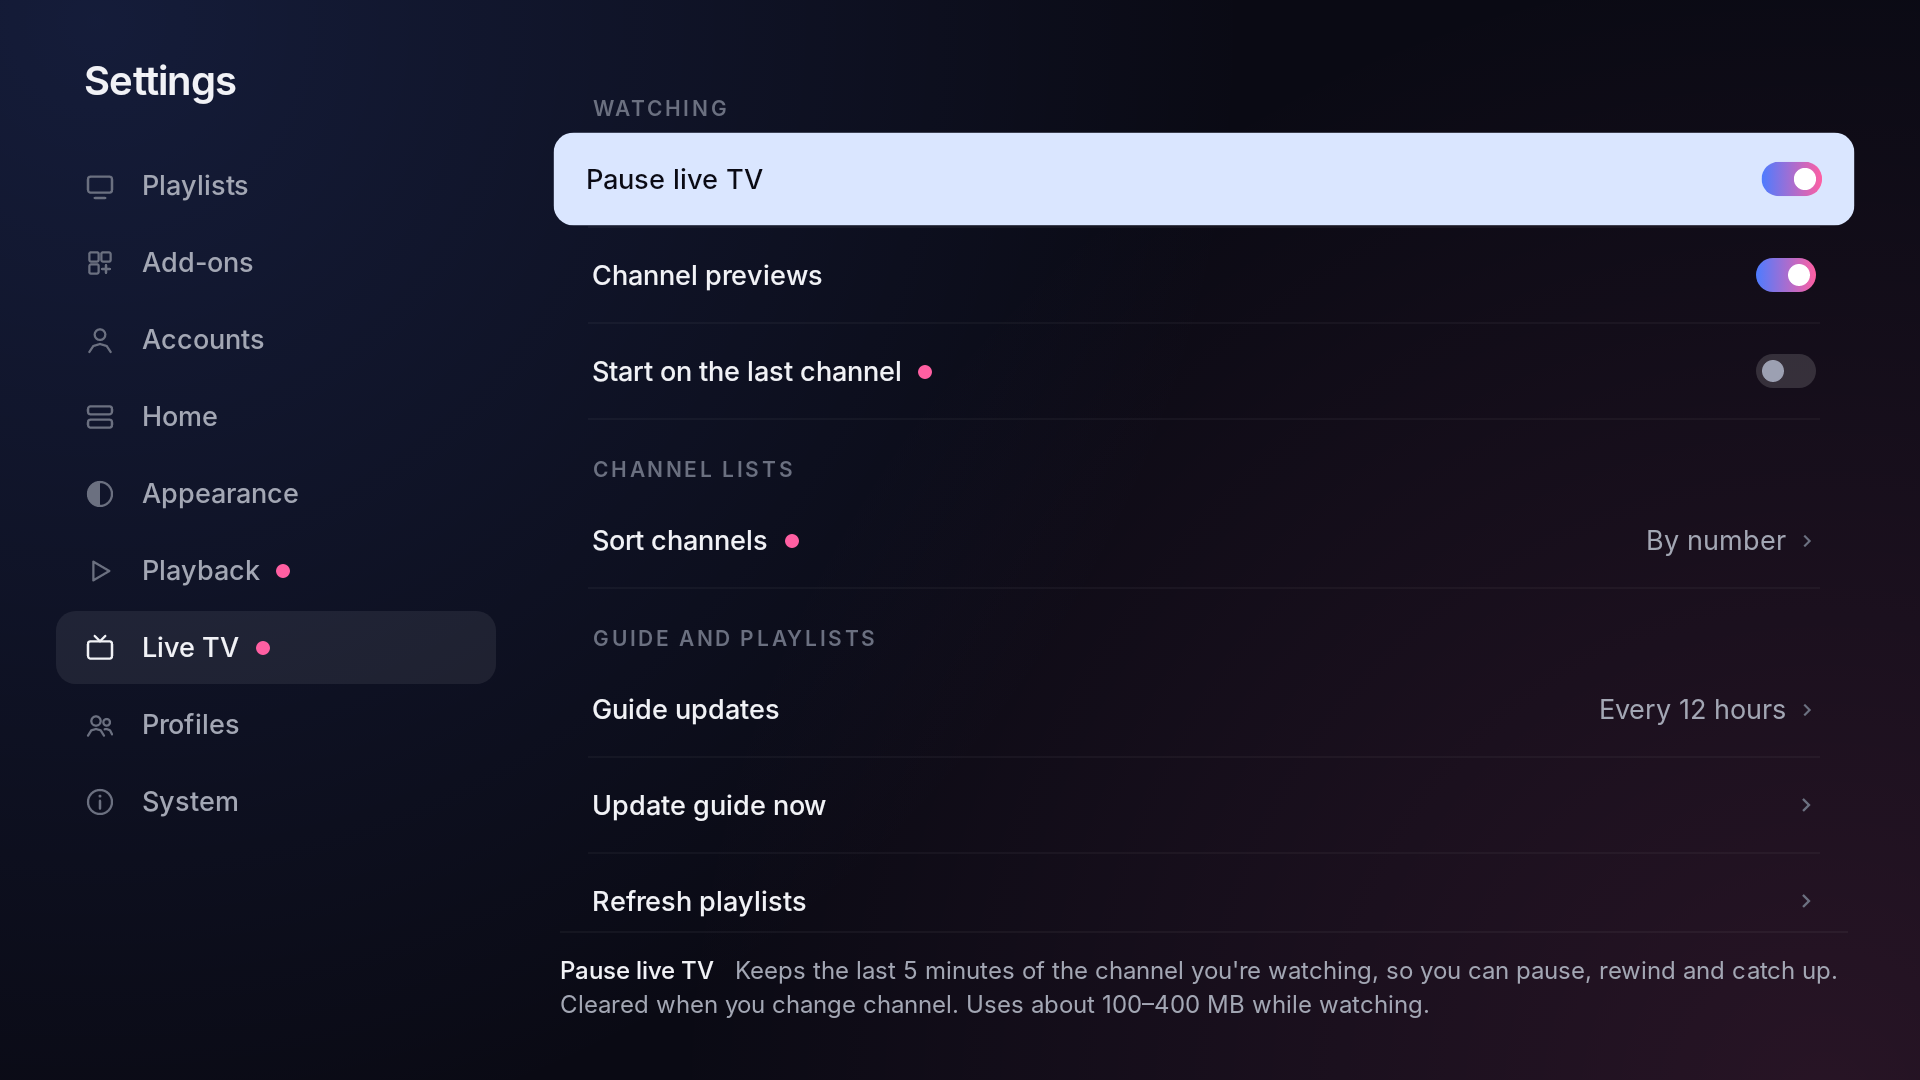 Settings
Playlists
Add-ons
Accounts
Home
Appearance
Playback
Live TV
Profiles
System
WATCHING
Pause live TV
Channel previews
Start on the last channel
CHANNEL LISTS
Sort channels By number
GUIDE AND PLAYLISTS
Guide updates Every 12 hours
Update guide now
Refresh playlists
Pause live TV Keeps the last 5 minutes of the channel you're watching, so you can pause, rewind and catch up.
Cleared when you change channel. Uses about 100–400 MB while watching.